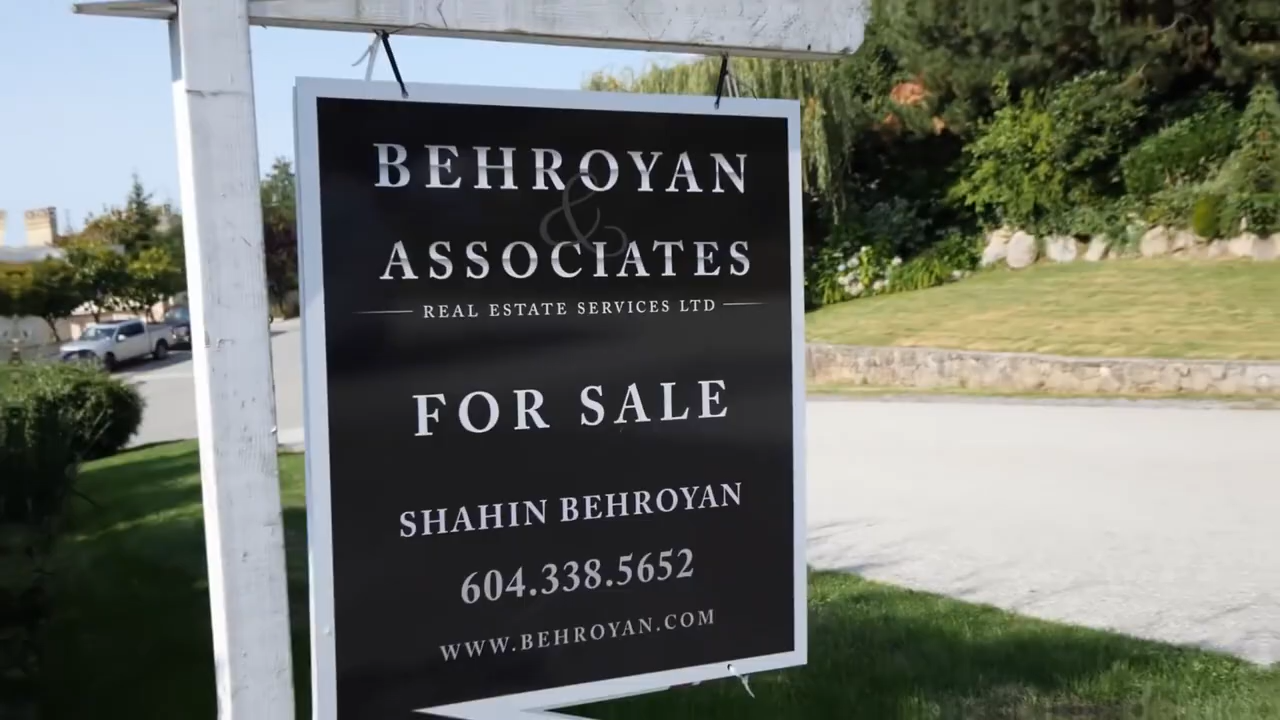 BEHROYAN
&
ASSOCIATES
REAL ESTATE SERVICES LTD
FOR SALE
SHAHIN BEHROYAN
604.338.5652
WWW.BEHROYAN.COM